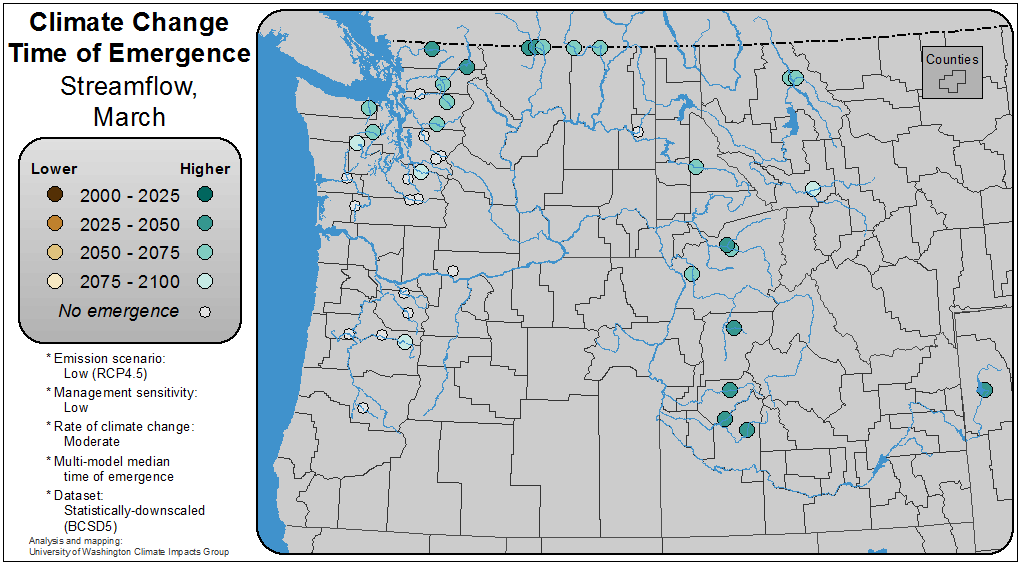 Climate Change
Time of Emergence
Streamflow,
March
Lower Higher
2000 - 2025
2025 - 2050
2050 - 2075
2075 - 2100
No emergence
* Emission scenario:
Low (RCP4.5)
* Management sensitivity:
Low
* Rate of climate change:
Moderate
* Multi-model median
time of emergence
* Dataset:
Statistically-downscaled
(BCSD5)
Analysis and mapping:
University of Washington Climate Impacts Group
Counties